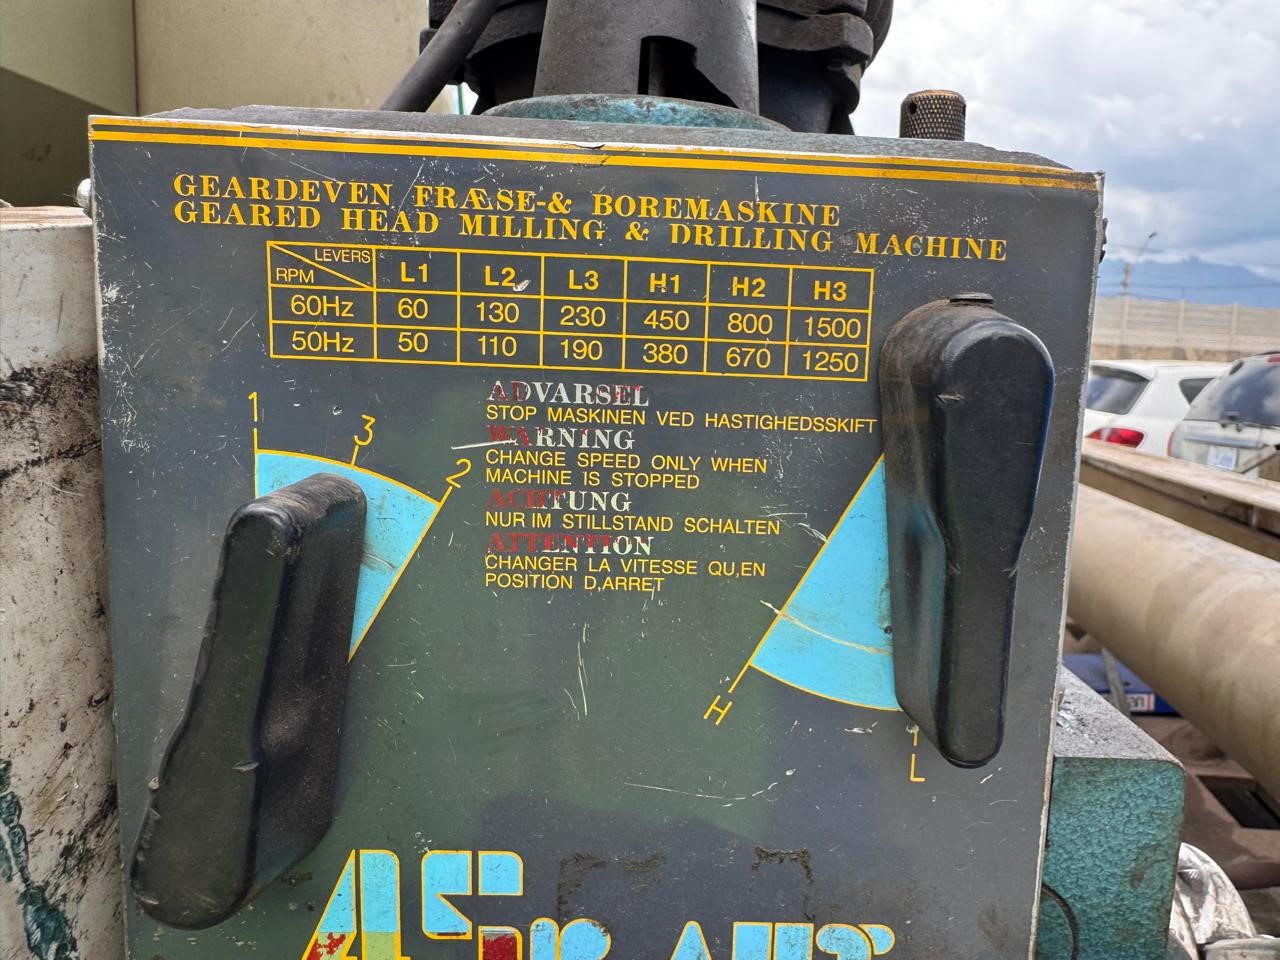 GEARDEVEN FRÆSE-& BOREMASKINE
GEARED HEAD MILLING & DRILLING MACHINE
LEVERS L1 L2 L3 H1 H2 H3
RPM
60Hz 60 130 230 450 800 1500
50Hz 50 110 190 380 670 1250
ADVARSEL
STOP MASKINEN VED HASTIGHEDSSKIFT
WARNING
CHANGE SPEED ONLY WHEN
MACHINE IS STOPPED
ACHTUNG
NUR IM STILLSTAND SCHALTEN
ATTENTION
CHANGER LA VITESSE QU,EN
POSITION D,ARRET
1
3
2
H
L